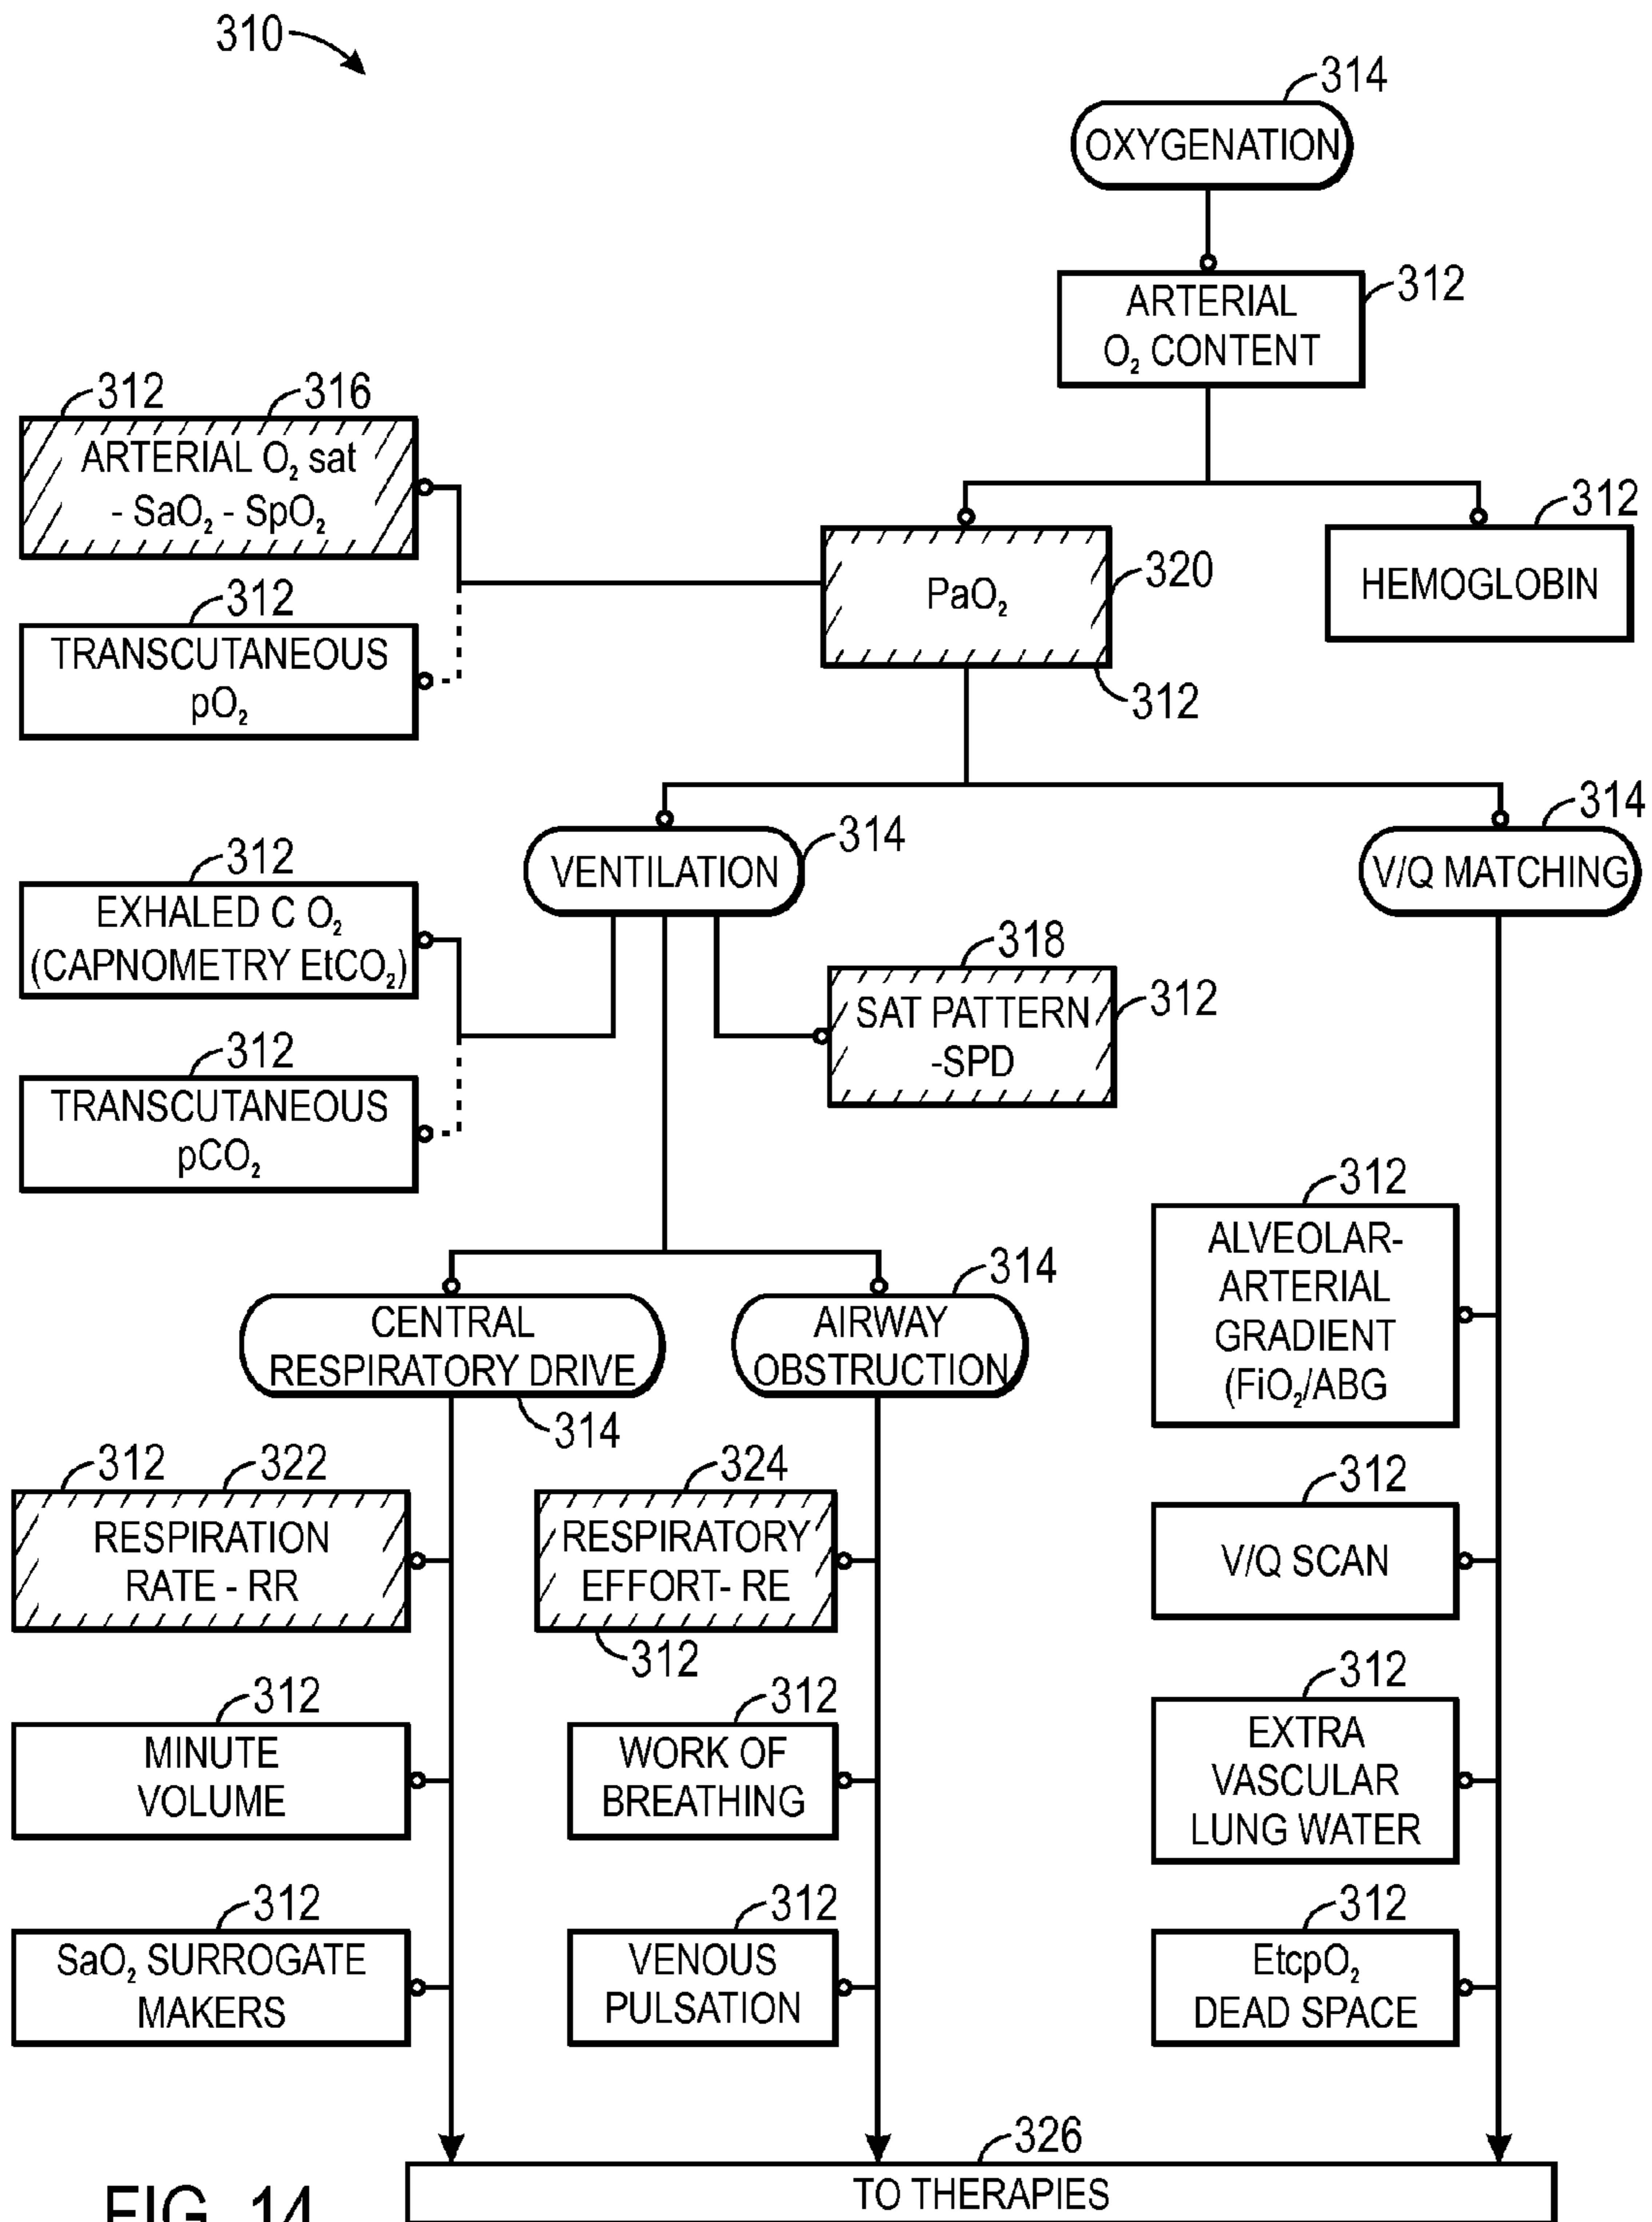 310
314
OXYGENATION
312
ARTERIAL
O₂ CONTENT
312
316
ARTERIAL O₂ sat
- SaO₂ - SpO₂
312
TRANSCUTANEOUS
pO₂
PaO₂
320
312
312
HEMOGLOBIN
314
VENTILATION
314
V/Q MATCHING
312
EXHALED C O₂
(CAPNOMETRY EtCO₂)
312
TRANSCUTANEOUS
pCO₂
318
SAT PATTERN
-SPD
312
CENTRAL
RESPIRATORY DRIVE
314
314
AIRWAY
OBSTRUCTION
312
ALVEOLAR-
ARTERIAL
GRADIENT
(FiO₂/ABG
312
322
RESPIRATION
RATE - RR
324
RESPIRATORY
EFFORT- RE
312
312
V/Q SCAN
312
MINUTE
VOLUME
312
WORK OF
BREATHING
312
EXTRA
VASCULAR
LUNG WATER
312
SaO₂ SURROGATE
MAKERS
312
VENOUS
PULSATION
312
EtcpO₂
DEAD SPACE
326
TO THERAPIES
FIG. 14